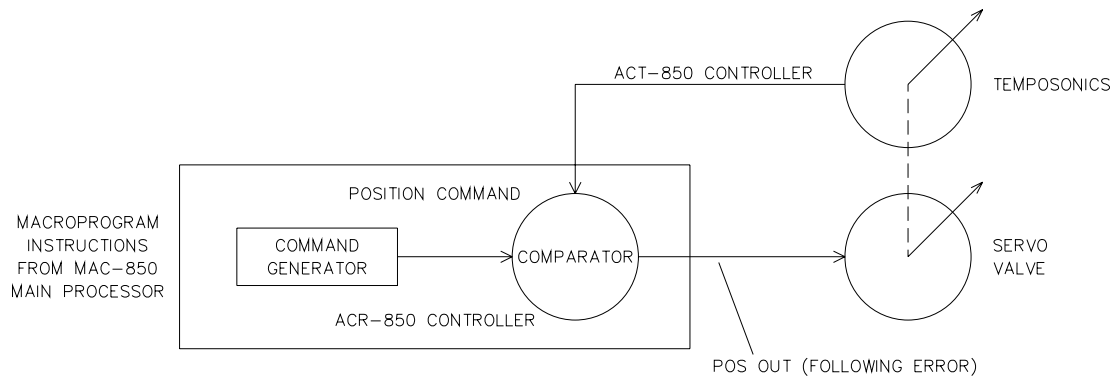 ACT-850 CONTROLLER
TEMPOSONICS
POSITION COMMAND
MACROPROGRAM
INSTRUCTIONS
FROM MAC-850
MAIN PROCESSOR
COMMAND
GENERATOR
COMPARATOR
SERVO
VALVE
ACR-850 CONTROLLER
POS OUT (FOLLOWING ERROR)